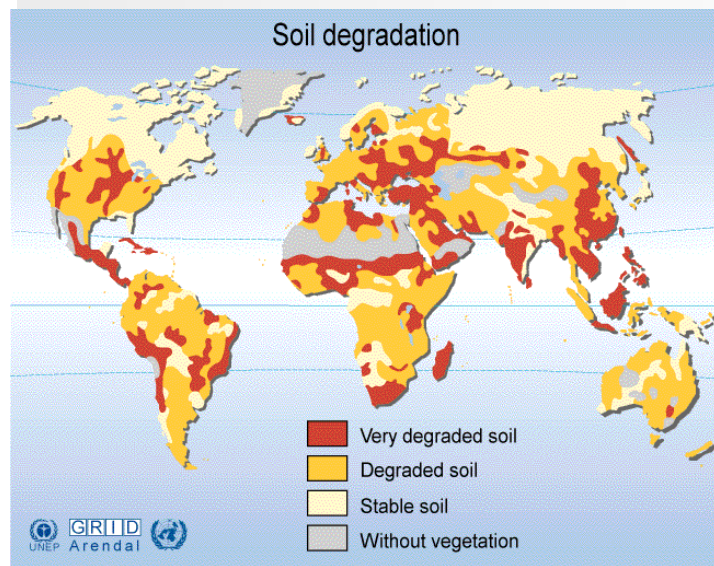 Soil degradation
Very degraded soil
Degraded soil
Stable soil
Without vegetation
UNEP
GRID
Arendal